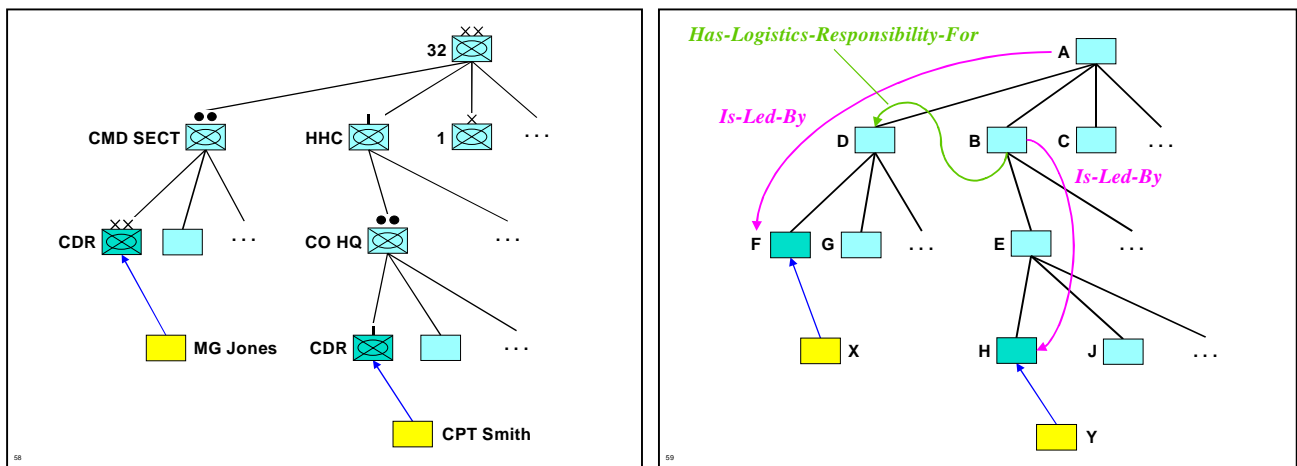 32
CMD SECT
HHC
1
. . .
CDR
. . .
CO HQ
. . .
MG Jones
CDR
. . .
CPT Smith
58
Has-Logistics-Responsibility-For
A
Is-Led-By
D
B
C
. . .
Is-Led-By
F
G
. . .
E
. . .
X
H
J
. . .
Y
59